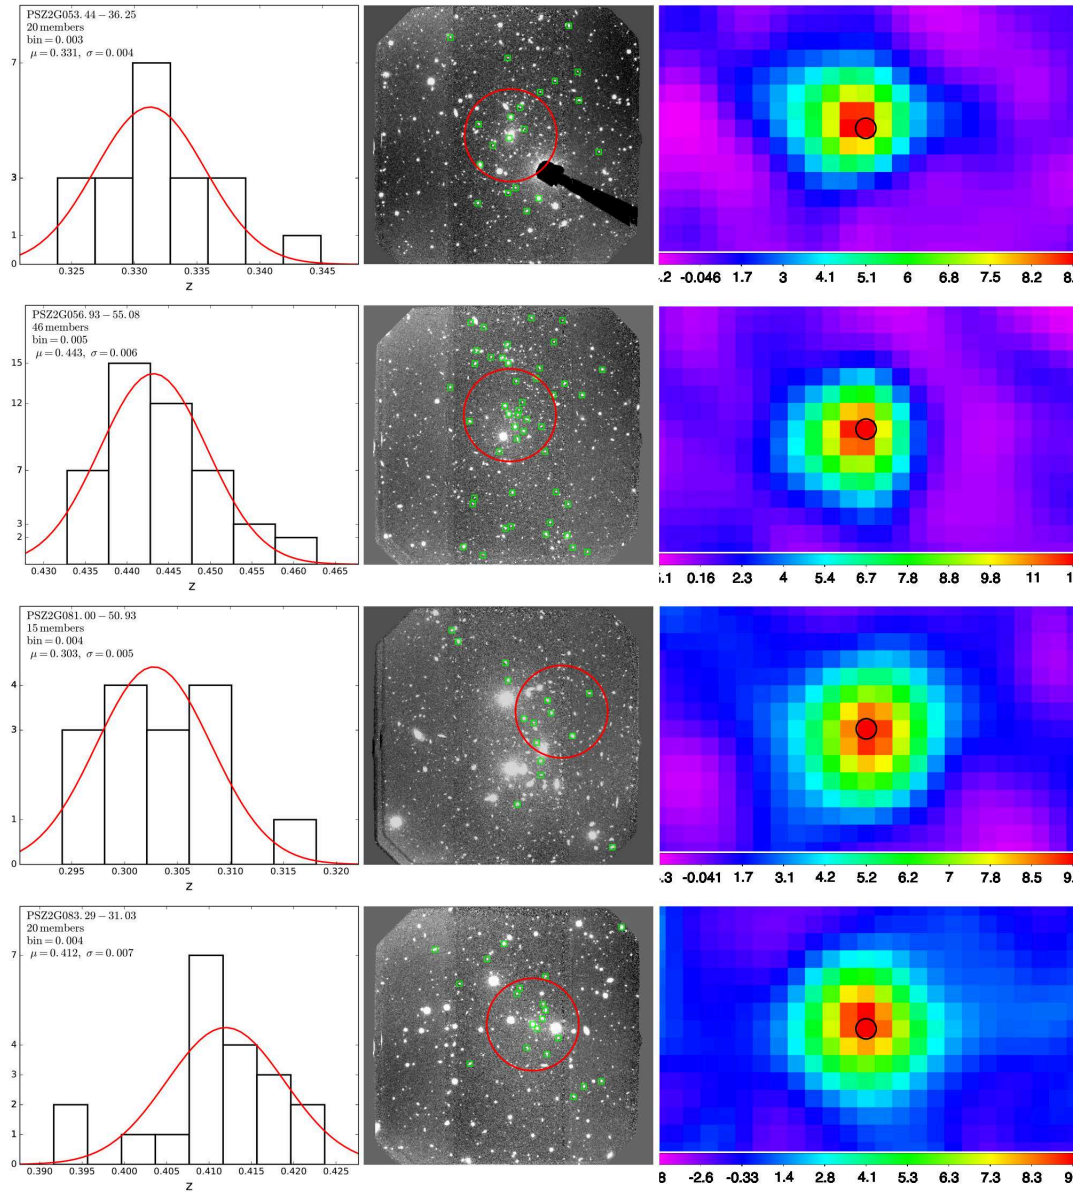 PSZ2G053.44−36.25
20 members
bin = 0.003
μ = 0.331, σ = 0.004
7
3
1
0
0.325 0.330 0.335 0.340 0.345
z
.2 -0.046 1.7 3 4.1 5.1 6 6.8 7.5 8.2 8.
PSZ2G056.93−55.08
46 members
bin = 0.005
μ = 0.443, σ = 0.006
15
12
7
3
2
0
0.430 0.435 0.440 0.445 0.450 0.455 0.460 0.465
z
5.1 0.16 2.3 4 5.4 6.7 7.8 8.8 9.8 11 1
PSZ2G081.00−50.93
15 members
bin = 0.004
μ = 0.303, σ = 0.005
4
3
1
0
0.295 0.300 0.305 0.310 0.315 0.320
z
.3 -0.041 1.7 3.1 4.2 5.2 6.2 7 7.8 8.5 9.
PSZ2G083.29−31.03
20 members
bin = 0.004
μ = 0.412, σ = 0.007
7
4
3
2
1
0
0.390 0.395 0.400 0.405 0.410 0.415 0.420 0.425
z
8 -2.6 -0.33 1.4 2.8 4.1 5.3 6.3 7.3 8.3 9